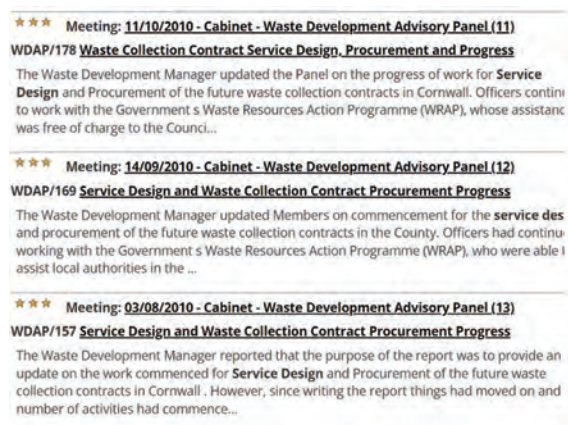 Meeting: 11/10/2010 - Cabinet - Waste Development Advisory Panel (11)
WDAP/178 Waste Collection Contract Service Design, Procurement and Progress
The Waste Development Manager updated the Panel on the progress of work for Service
Design and Procurement of the future waste collection contracts in Cornwall. Officers contin
to work with the Government s Waste Resources Action Programme (WRAP), whose assistanc
was free of charge to the Counci...
Meeting: 14/09/2010 - Cabinet - Waste Development Advisory Panel (12)
WDAP/169 Service Design and Waste Collection Contract Procurement Progress
The Waste Development Manager updated Members on commencement for the service des
and procurement of the future waste collection contracts in the County. Officers had continu
working with the Government s Waste Resources Action Programme (WRAP), who were able
assist local authorities in the ...
Meeting: 03/08/2010 - Cabinet - Waste Development Advisory Panel (13)
WDAP/157 Service Design and Waste Collection Contract Procurement Progress
The Waste Development Manager reported that the purpose of the report was to provide an
update on the work commenced for Service Design and Procurement of the future waste
collection contracts in Cornwall . However, since writing the report things had moved on and
number of activities had commence...